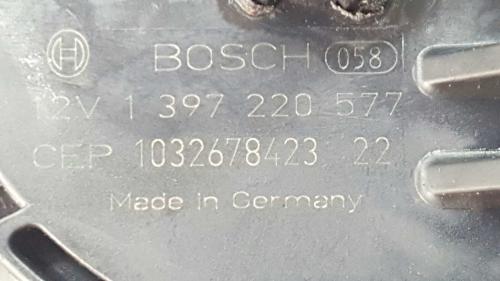 BOSCH 058
12V 1 397 220 577
CEP 1032678423 22
Made in Germany